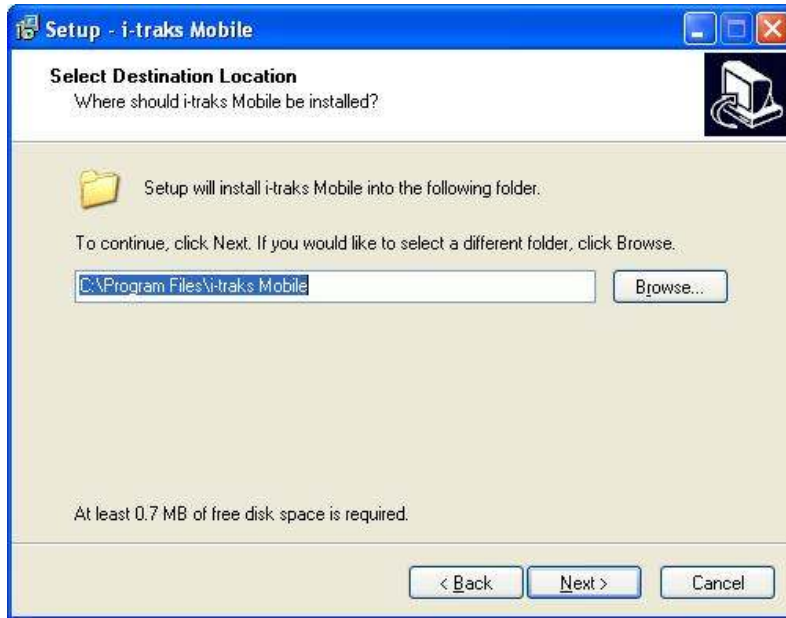 Setup - i-traks Mobile
Select Destination Location
Where should i-traks Mobile be installed?
Setup will install i-traks Mobile into the following folder.
To continue, click Next. If you would like to select a different folder, click Browse.
C:\Program Files\i-traks Mobile
Browse...
At least 0.7 MB of free disk space is required.
< Back
Next >
Cancel